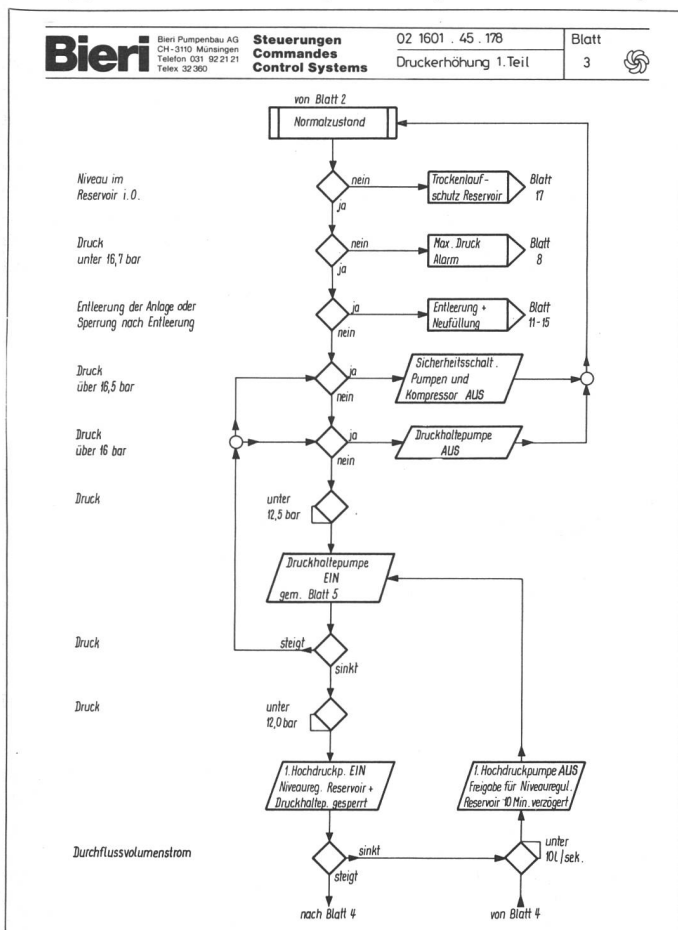 Bieri
Bieri Pumpenbau AG
CH-3110 Münsingen
Telefon 031 92 21 21
Telex 32 360
Steuerungen
Commandes
Control Systems
02 1601 . 45 . 178
Druckerhöhung 1.Teil
Blatt
3
von Blatt 2
Normalzustand
Niveau im
Reservoir i.O.
nein
ja
Trockenlauf-
schutz Reservoir
Blatt
17
Druck
unter 16,7 bar
nein
ja
Max. Druck
Alarm
Blatt
8
Entleerung der Anlage oder
Sperrung nach Entleerung
ja
nein
Entleerung +
Neufüllung
Blatt
11-15
Druck
über 16,5 bar
ja
nein
Sicherheitsschalt.
Pumpen und
Kompressor AUS
Druck
über 16 bar
ja
nein
Druckhaltepumpe
AUS
Druck
unter
12,5 bar
Druckhaltepumpe
EIN
gem. Blatt 5
Druck
steigt
sinkt
Druck
unter
12,0 bar
1.Hochdruckp. EIN
Niveaureg. Reservoir +
Druckhaltep. gesperrt
1. Hochdruckpumpe AUS
Freigabe für Niveauregul.
Reservoir 10 Min. verzögert
Durchflussvolumenstrom
sinkt
steigt
unter
10l/sek.
nach Blatt 4
von Blatt 4